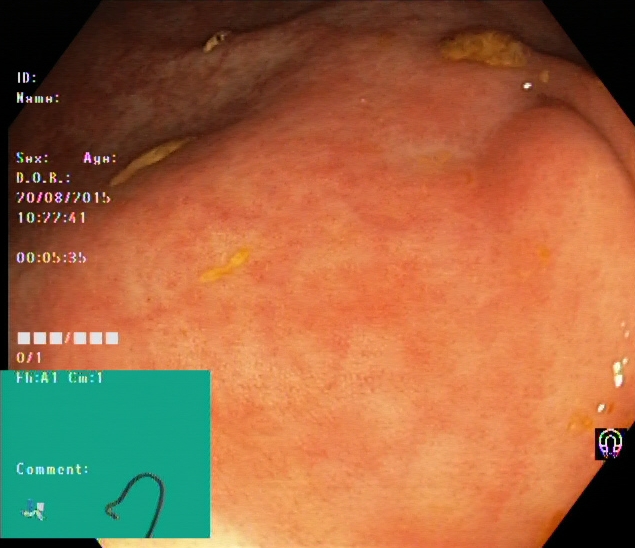 ID:
Name:
Sex: Age:
D.O.B.:
20/08/2015
10:22:41
00:05:35
■■■/■■■
0/1
Eh:A1 Cm:1
Comment: